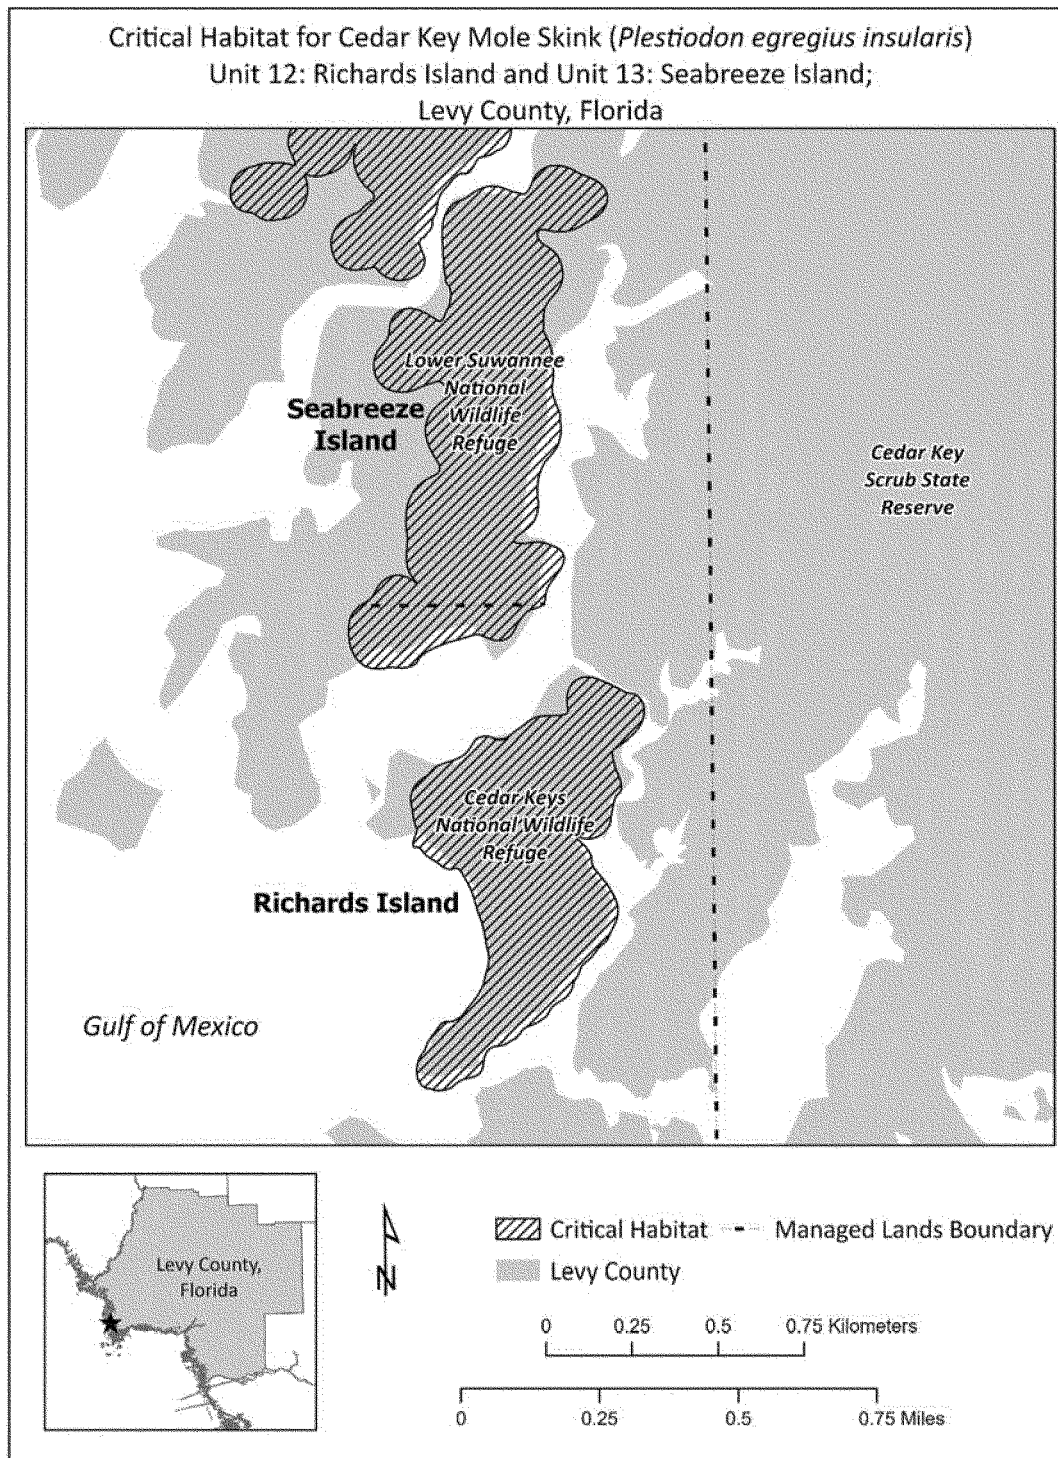 Critical Habitat for Cedar Key Mole Skink (Plestiodon egregius insularis)
Unit 12: Richards Island and Unit 13: Seabreeze Island;
Levy County, Florida
Lower Suwannee
National
Wildlife
Refuge
Seabreeze
Island
Cedar Key
Scrub State
Reserve
Cedar Keys
National Wildlife
Refuge
Richards Island
Gulf of Mexico
Levy County,
Florida
N
Critical Habitat
Managed Lands Boundary
Levy County
0 0.25 0.5 0.75 Kilometers
0 0.25 0.5 0.75 Miles